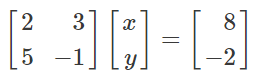 [2 3; 5 −1] [x; y] = [8; −2]